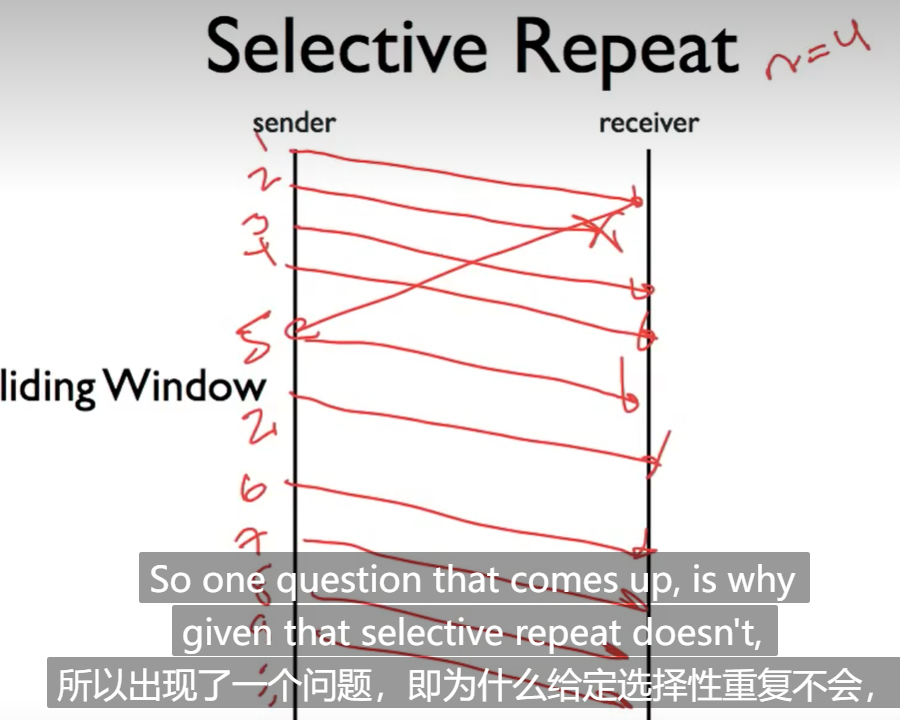 Selective Repeat n=4
sender receiver
1
2
3
4
5
liding Window
2
6
7
So one question that comes up, is why
given that selective repeat doesn't,
所以出现了一个问题，即为什么给定选择性重复不会，